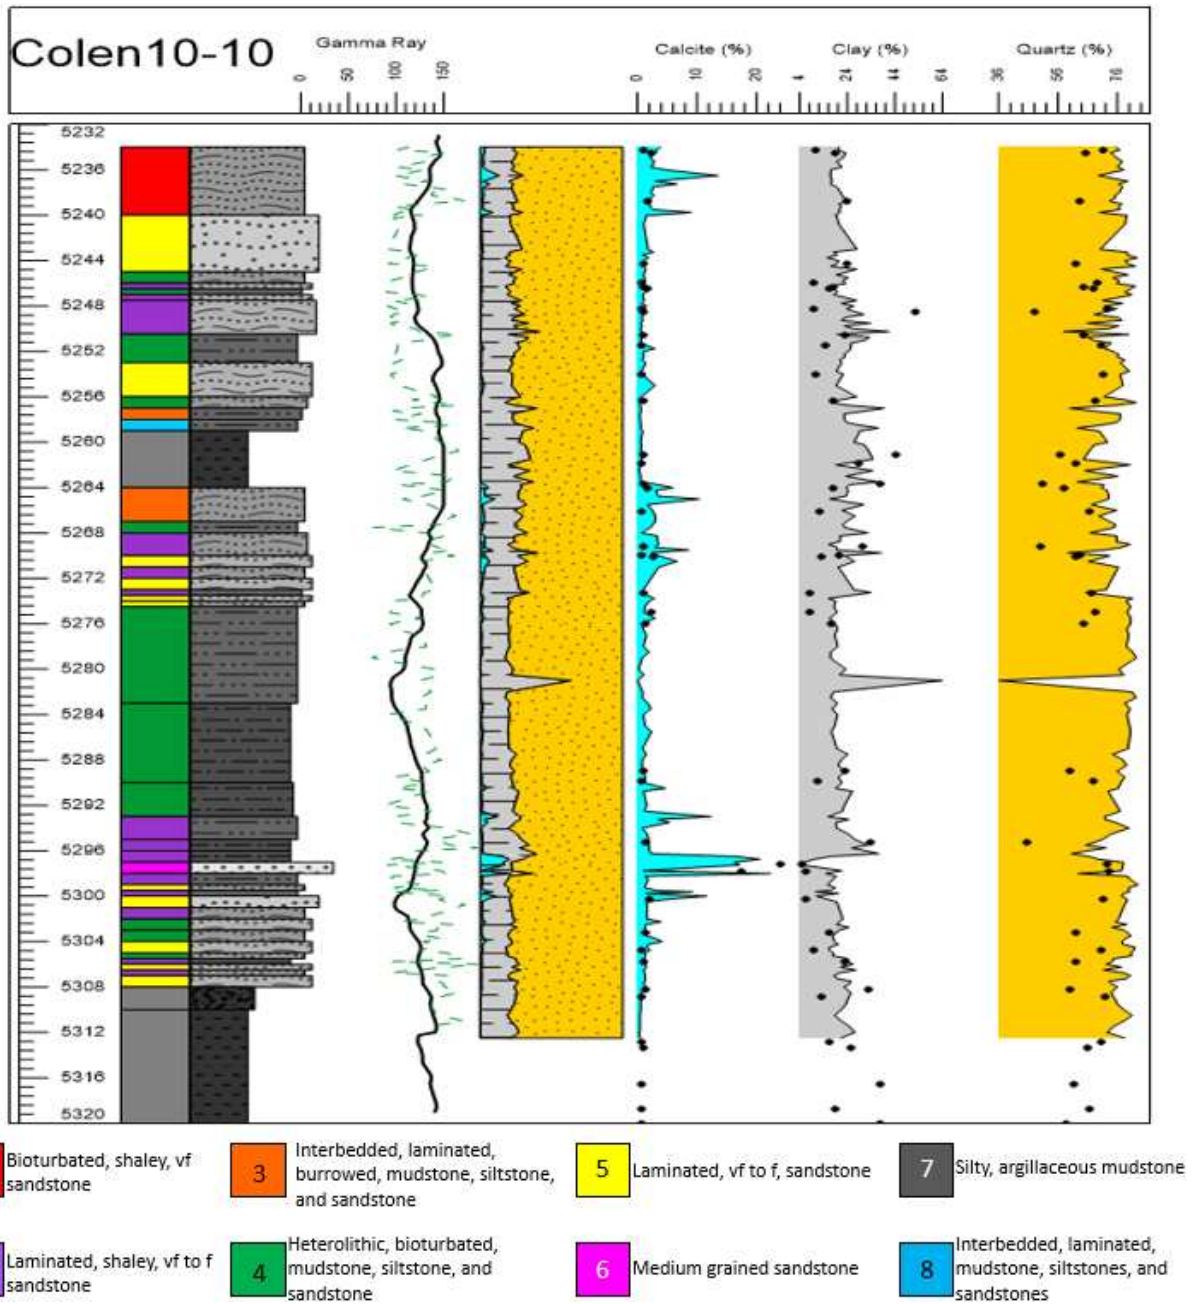 Colen10-10
Gamma Ray
Calcite (%)
Clay (%)
Quartz (%)
0 50 100 150
0 10 20
4 24 44 64
36 56 76
5232
5236
5240
5244
5248
5252
5256
5260
5264
5268
5272
5276
5280
5284
5288
5292
5296
5300
5304
5308
5312
5316
5320
Bioturbated, shaley, vf
sandstone
3
Interbedded, laminated,
burrowed, mudstone, siltstone,
and sandstone
5
Laminated, vf to f, sandstone
7
Silty, argillaceous mudstone
Laminated, shaley, vf to f
sandstone
4
Heterolithic, bioturbated,
mudstone, siltstone, and
sandstone
6
Medium grained sandstone
8
Interbedded, laminated,
mudstone, siltstones, and
sandstones